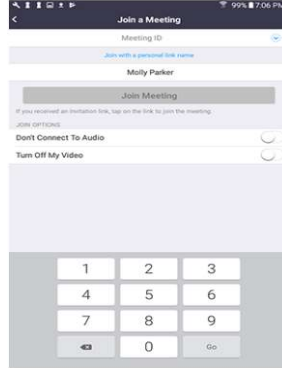 99% 7:06 PM
Join a Meeting
Meeting ID
Join with a personal link name
Molly Parker
Join Meeting
If you received an invitation link, tap on the link to join the meeting.
JOIN OPTIONS
Don't Connect To Audio
Turn Off My Video
1 2 3
4 5 6
7 8 9
0 Go